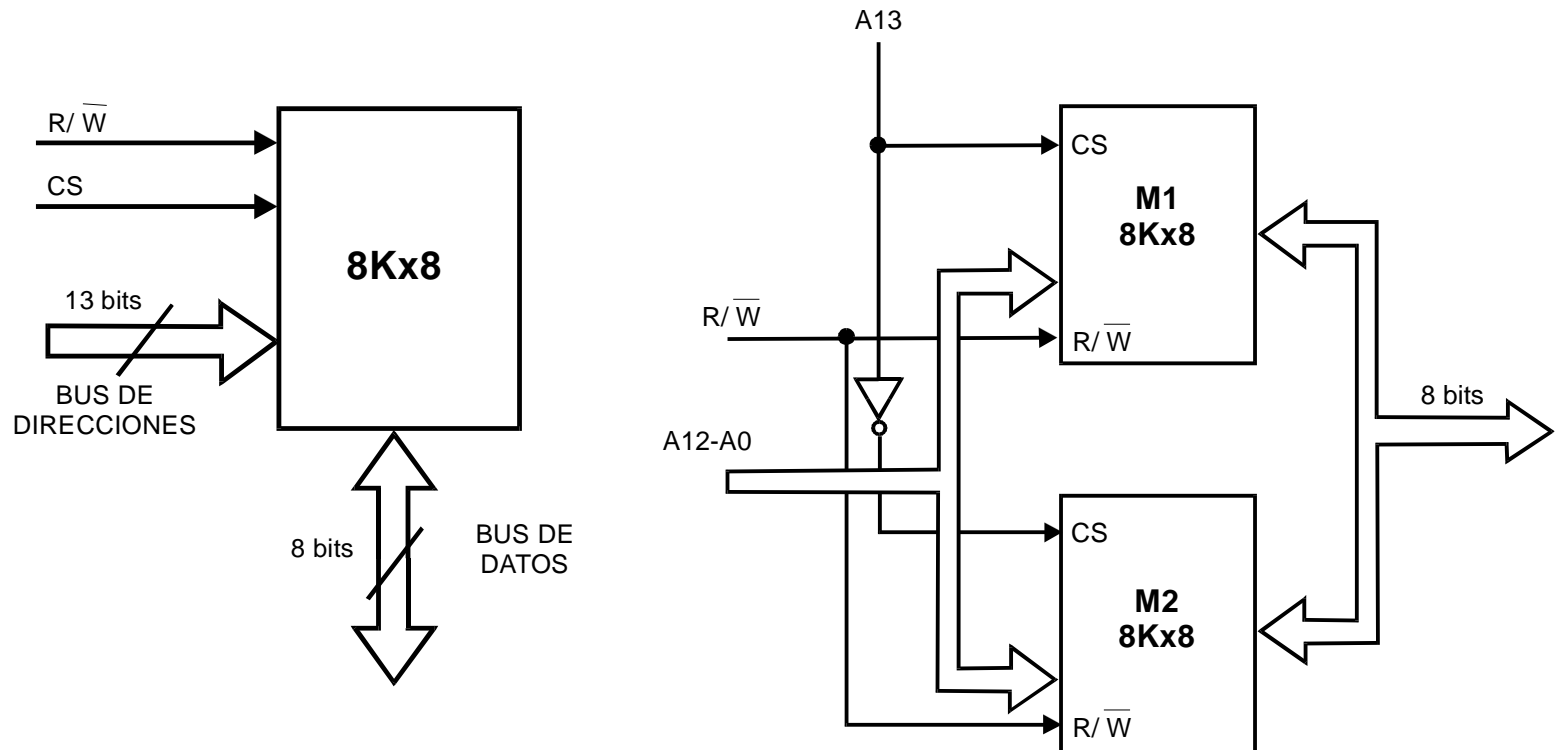 R/ W̅
CS
8Kx8
13 bits
BUS DE
DIRECCIONES
8 bits
BUS DE
DATOS
A13
CS
M1
8Kx8
R/ W̅
R/ W̅
8 bits
A12-A0
CS
M2
8Kx8
R/ W̅